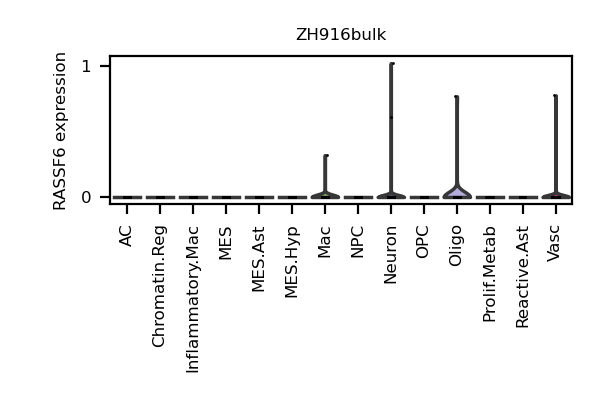 ZH916bulk
RASSF6 expression
1
0
AC
Chromatin.Reg
Inflammatory.Mac
MES
MES.Ast
MES.Hyp
Mac
NPC
Neuron
OPC
Oligo
Prolif.Metab
Reactive.Ast
Vasc